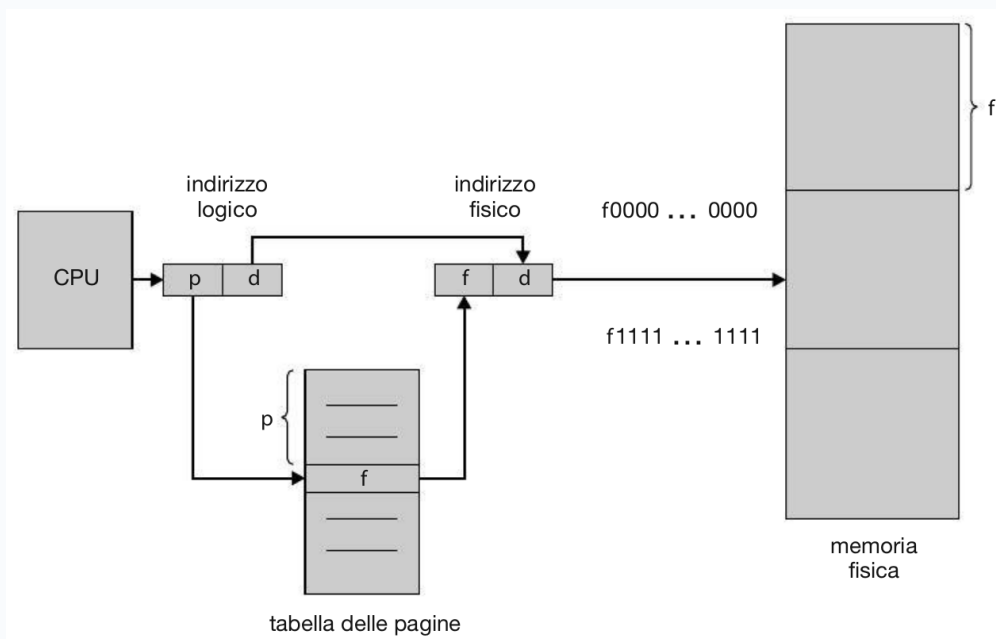 f
indirizzo
logico
indirizzo
fisico
f0000 ... 0000
CPU
p d
f d
f1111 ... 1111
p
f
memoria
fisica
tabella delle pagine